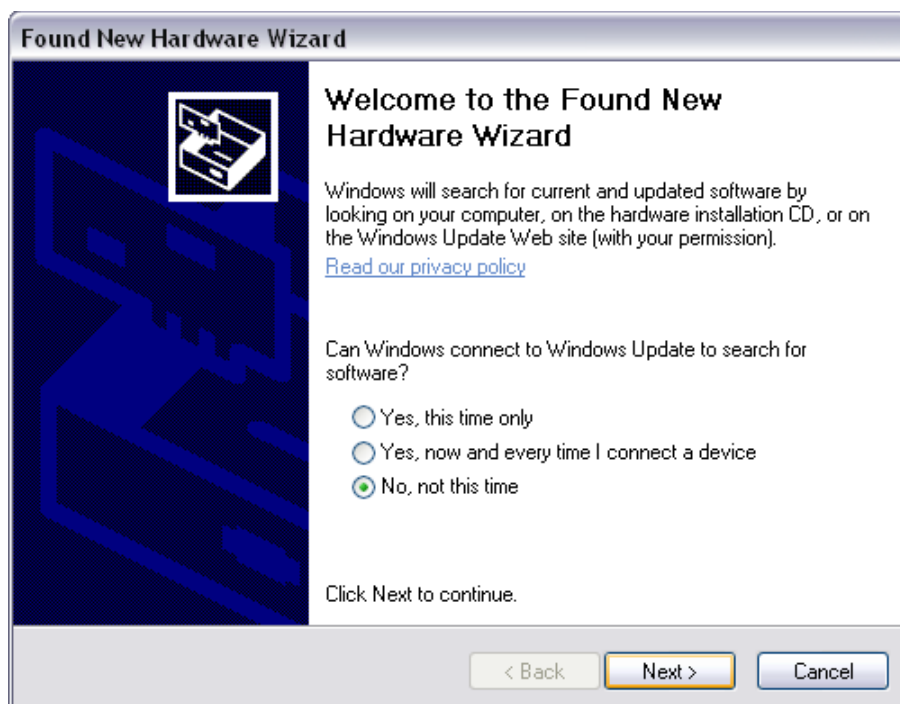 Found New Hardware Wizard
Welcome to the Found New
Hardware Wizard
Windows will search for current and updated software by
looking on your computer, on the hardware installation CD, or on
the Windows Update Web site (with your permission).
Read our privacy policy
Can Windows connect to Windows Update to search for
software?
Yes, this time only
Yes, now and every time I connect a device
No, not this time
Click Next to continue.
< Back Next > Cancel